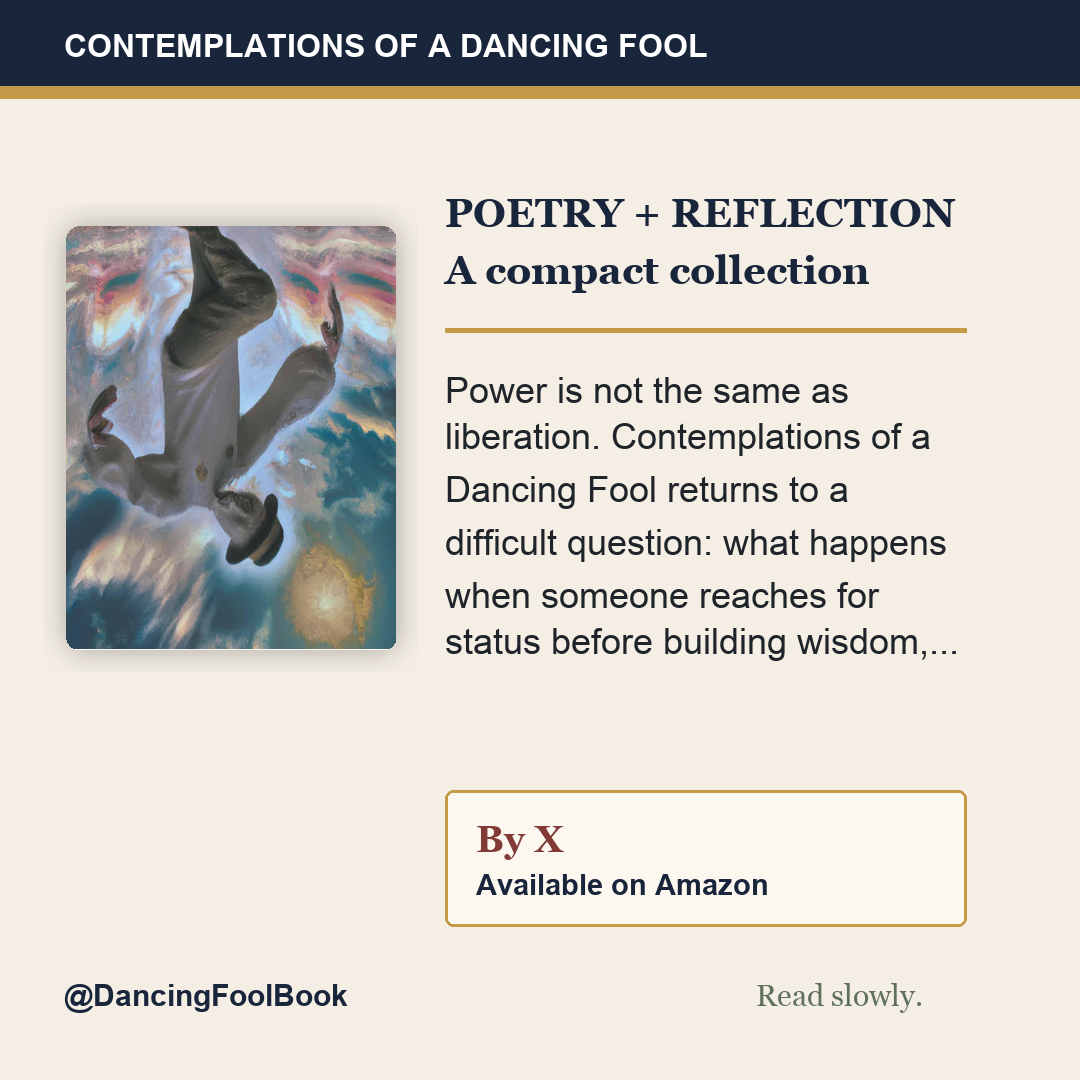 CONTEMPLATIONS OF A DANCING FOOL
POETRY + REFLECTION
A compact collection
Power is not the same as
liberation. Contemplations of a
Dancing Fool returns to a
difficult question: what happens
when someone reaches for
status before building wisdom,...
By X
Available on Amazon
@DancingFoolBook
Read slowly.